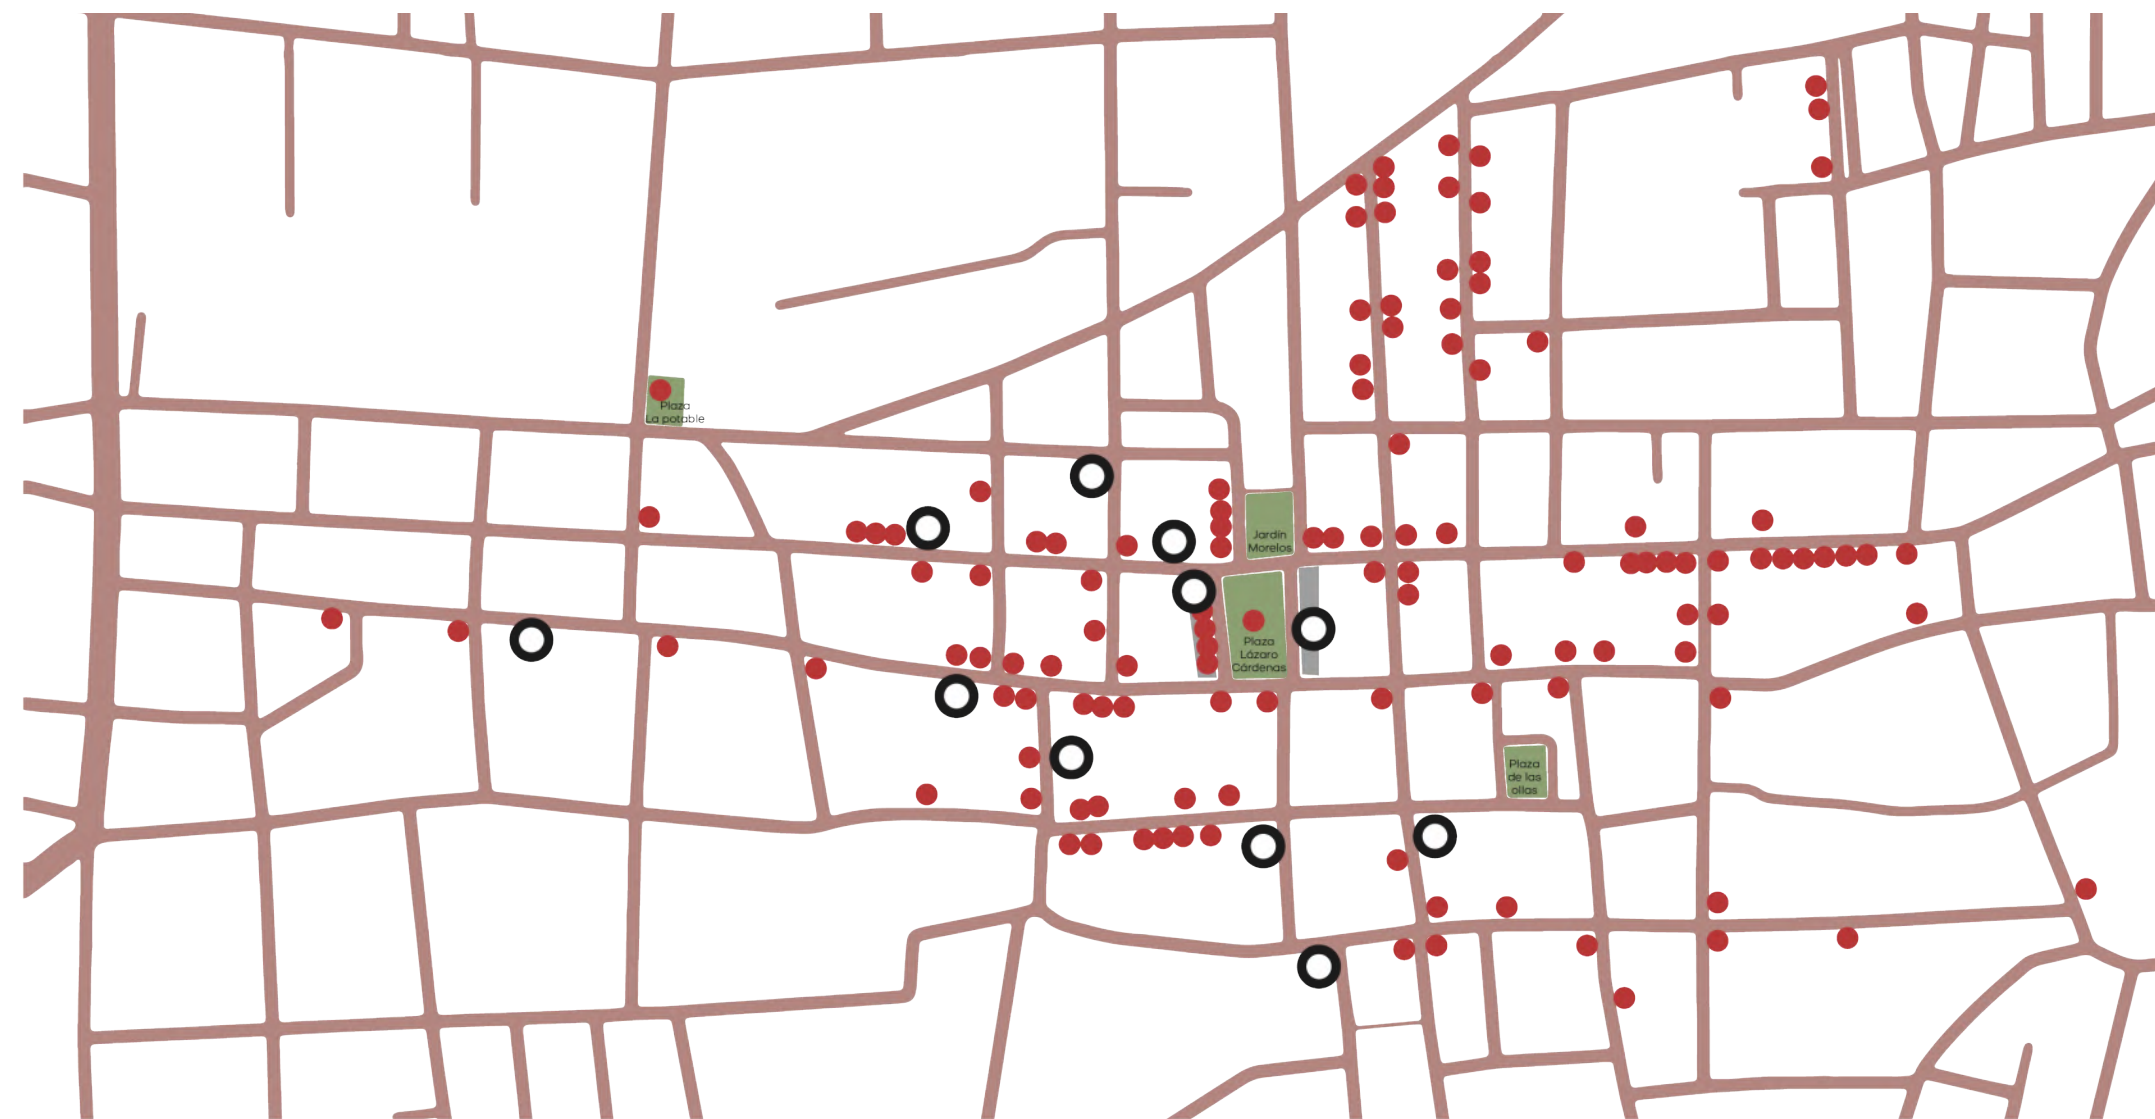 Plaza
La potable
Jardín
Morelos
Plaza
Lázaro
Cárdenas
Plaza
de las
ollas